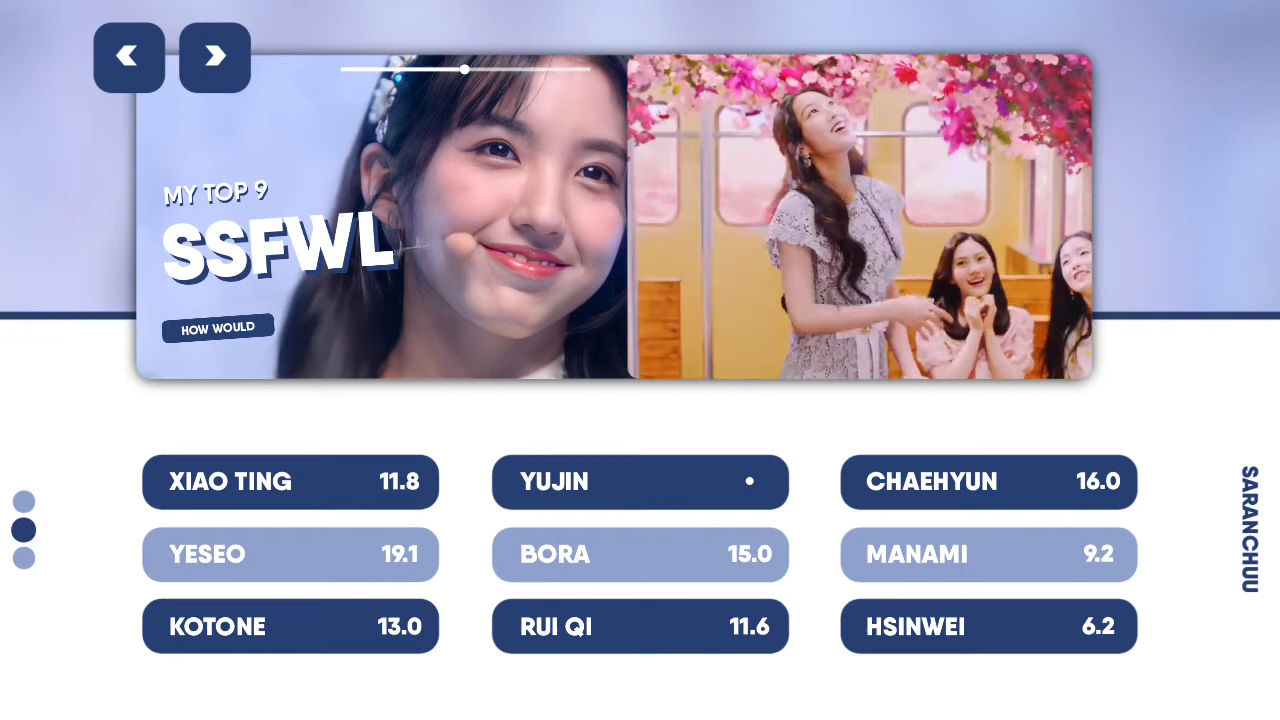 MY TOP 9
SSFWL
HOW WOULD
XIAO TING 11.8
YUJIN •
CHAEHYUN 16.0
YESEO 19.1
BORA 15.0
MANAMI 9.2
KOTONE 13.0
RUI QI 11.6
HSINWEI 6.2
SARANCHUU